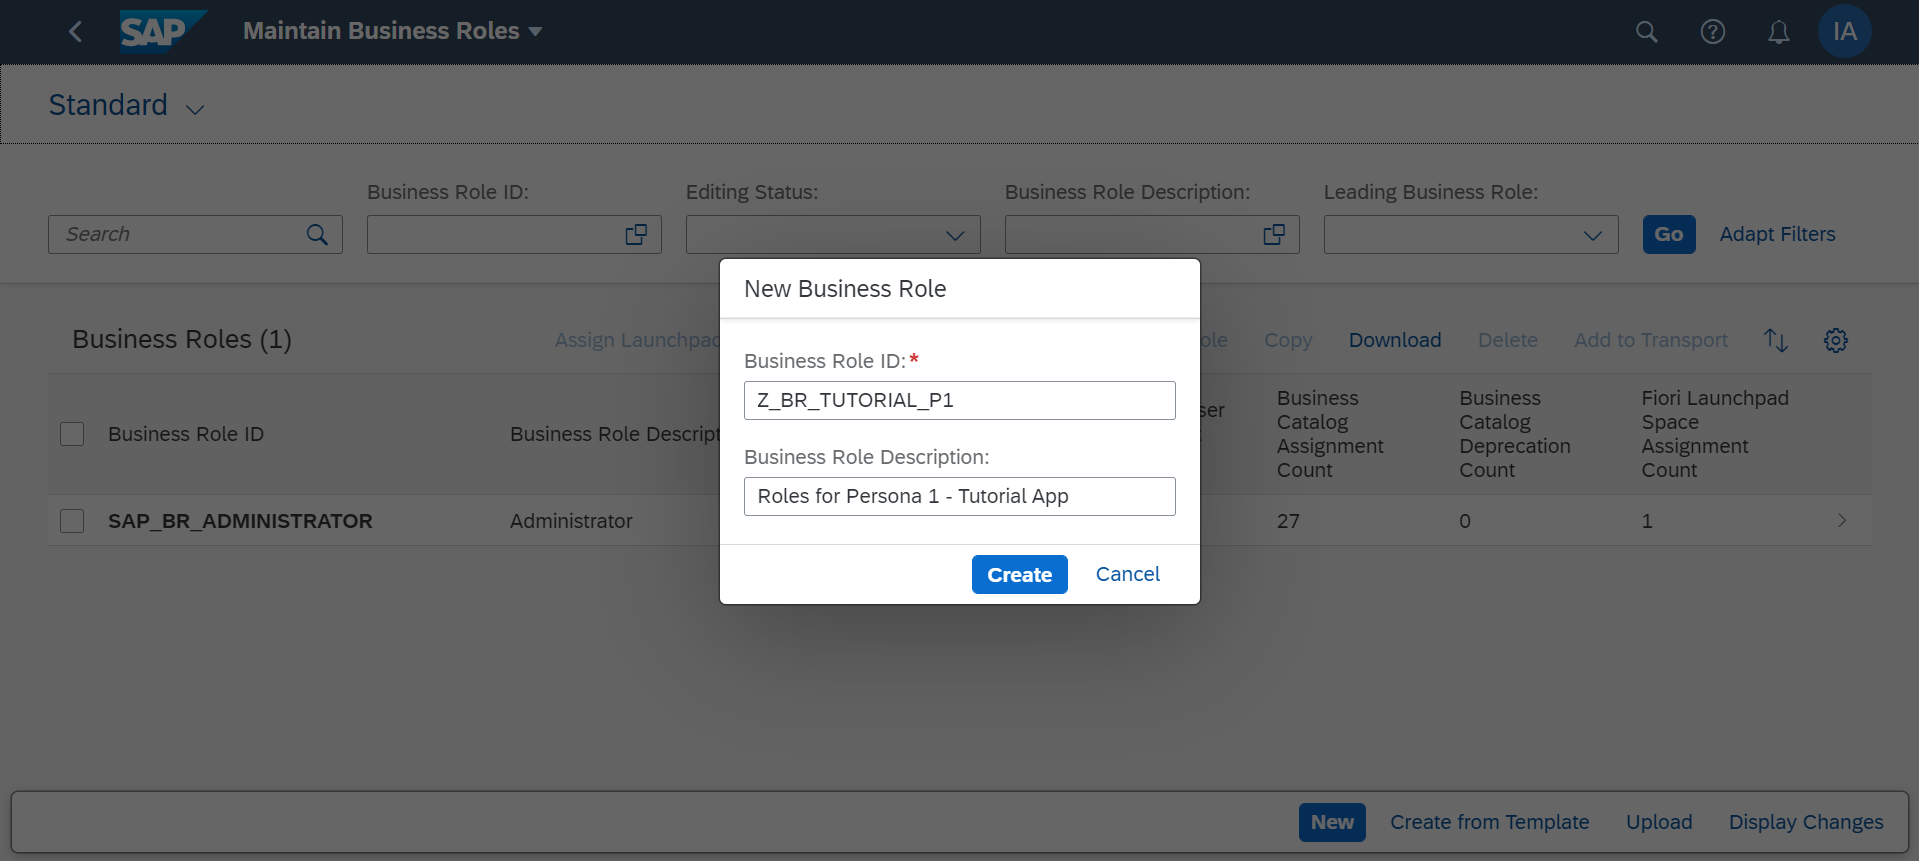 SAP
Maintain Business Roles
IA
Standard
Search
Business Role ID:
Editing Status:
Business Role Description:
Leading Business Role:
Go
Adapt Filters
New Business Role
Business Role ID:*
Z_BR_TUTORIAL_P1
Business Role Description:
Roles for Persona 1 - Tutorial App
Create
Cancel
Business Roles (1)
Assign Launchpad
Copy
Download
Delete
Add to Transport
Business Role ID
Business Role Descript
Business
Catalog
Assignment
Count
Business
Catalog
Deprecation
Count
Fiori Launchpad
Space
Assignment
Count
SAP_BR_ADMINISTRATOR
Administrator
27
0
1
New
Create from Template
Upload
Display Changes